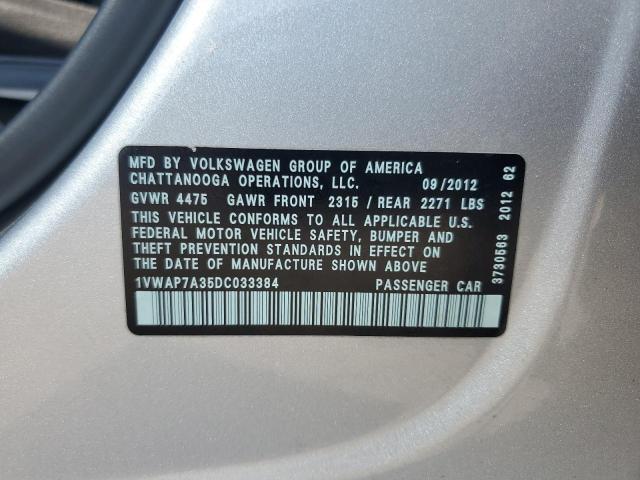 MFD BY VOLKSWAGEN GROUP OF AMERICA
CHATTANOOGA OPERATIONS, LLC. 09/2012
GVWR 4475 GAWR FRONT 2315 / REAR 2271 LBS
THIS VEHICLE CONFORMS TO ALL APPLICABLE U.S.
FEDERAL MOTOR VEHICLE SAFETY, BUMPER AND
THEFT PREVENTION STANDARDS IN EFFECT ON
THE DATE OF MANUFACTURE SHOWN ABOVE
1VWAP7A35DC033384 PASSENGER CAR
3730563 2012 62